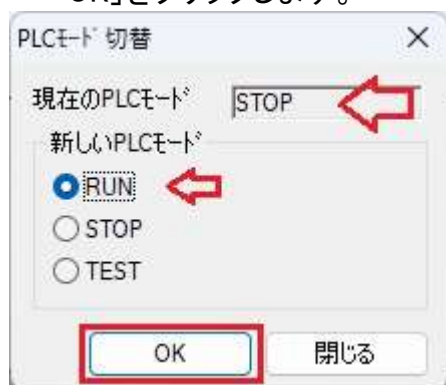 OK]をクリックします。
PLCﾓｰﾄﾞ 切替
現在のPLCﾓｰﾄﾞ STOP
新しいPLCﾓｰﾄﾞ
RUN
STOP
TEST
OK 閉じる